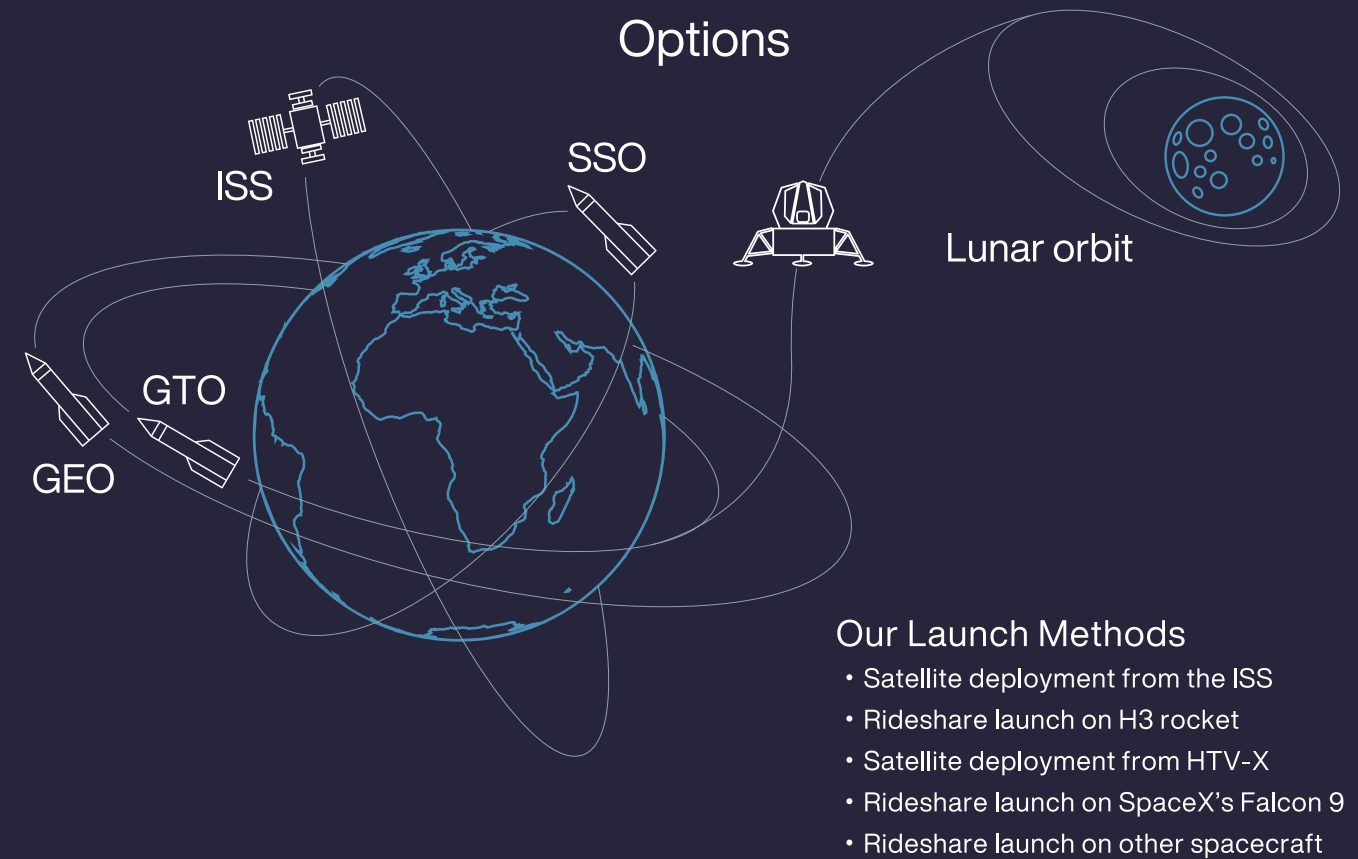 Options
ISS
SSO
Lunar orbit
GTO
GEO
Our Launch Methods
• Satellite deployment from the ISS
• Rideshare launch on H3 rocket
• Satellite deployment from HTV-X
• Rideshare launch on SpaceX’s Falcon 9
• Rideshare launch on other spacecraft